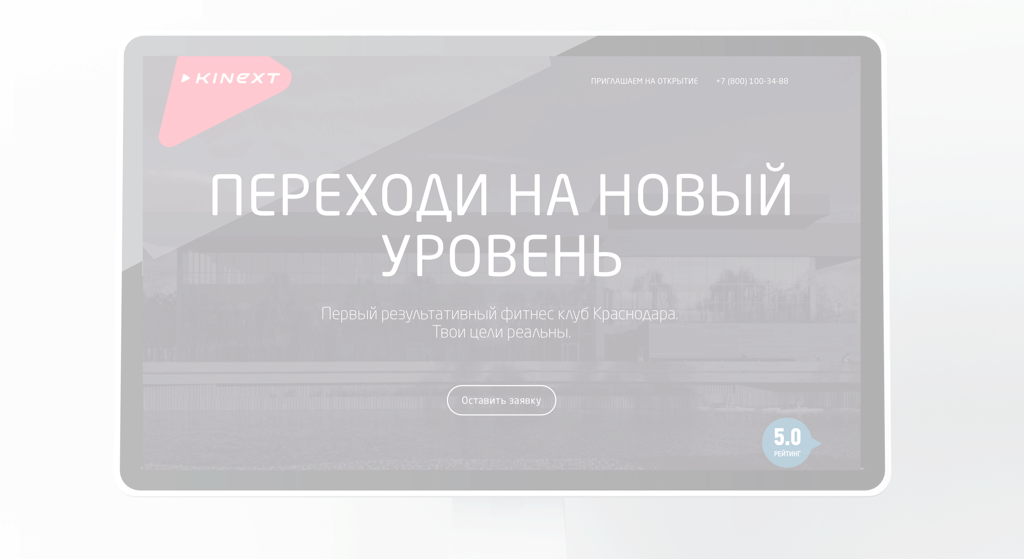 KINEXT
ПРИГЛАШАЕМ НА ОТКРЫТИЕ +7 (800) 100-34-88
ПЕРЕХОДИ НА НОВЫЙ
УРОВЕНЬ
Первый результативный фитнес клуб Краснодара.
Твои цели реальны.
Оставить заявку
5.0
РЕЙТИНГ